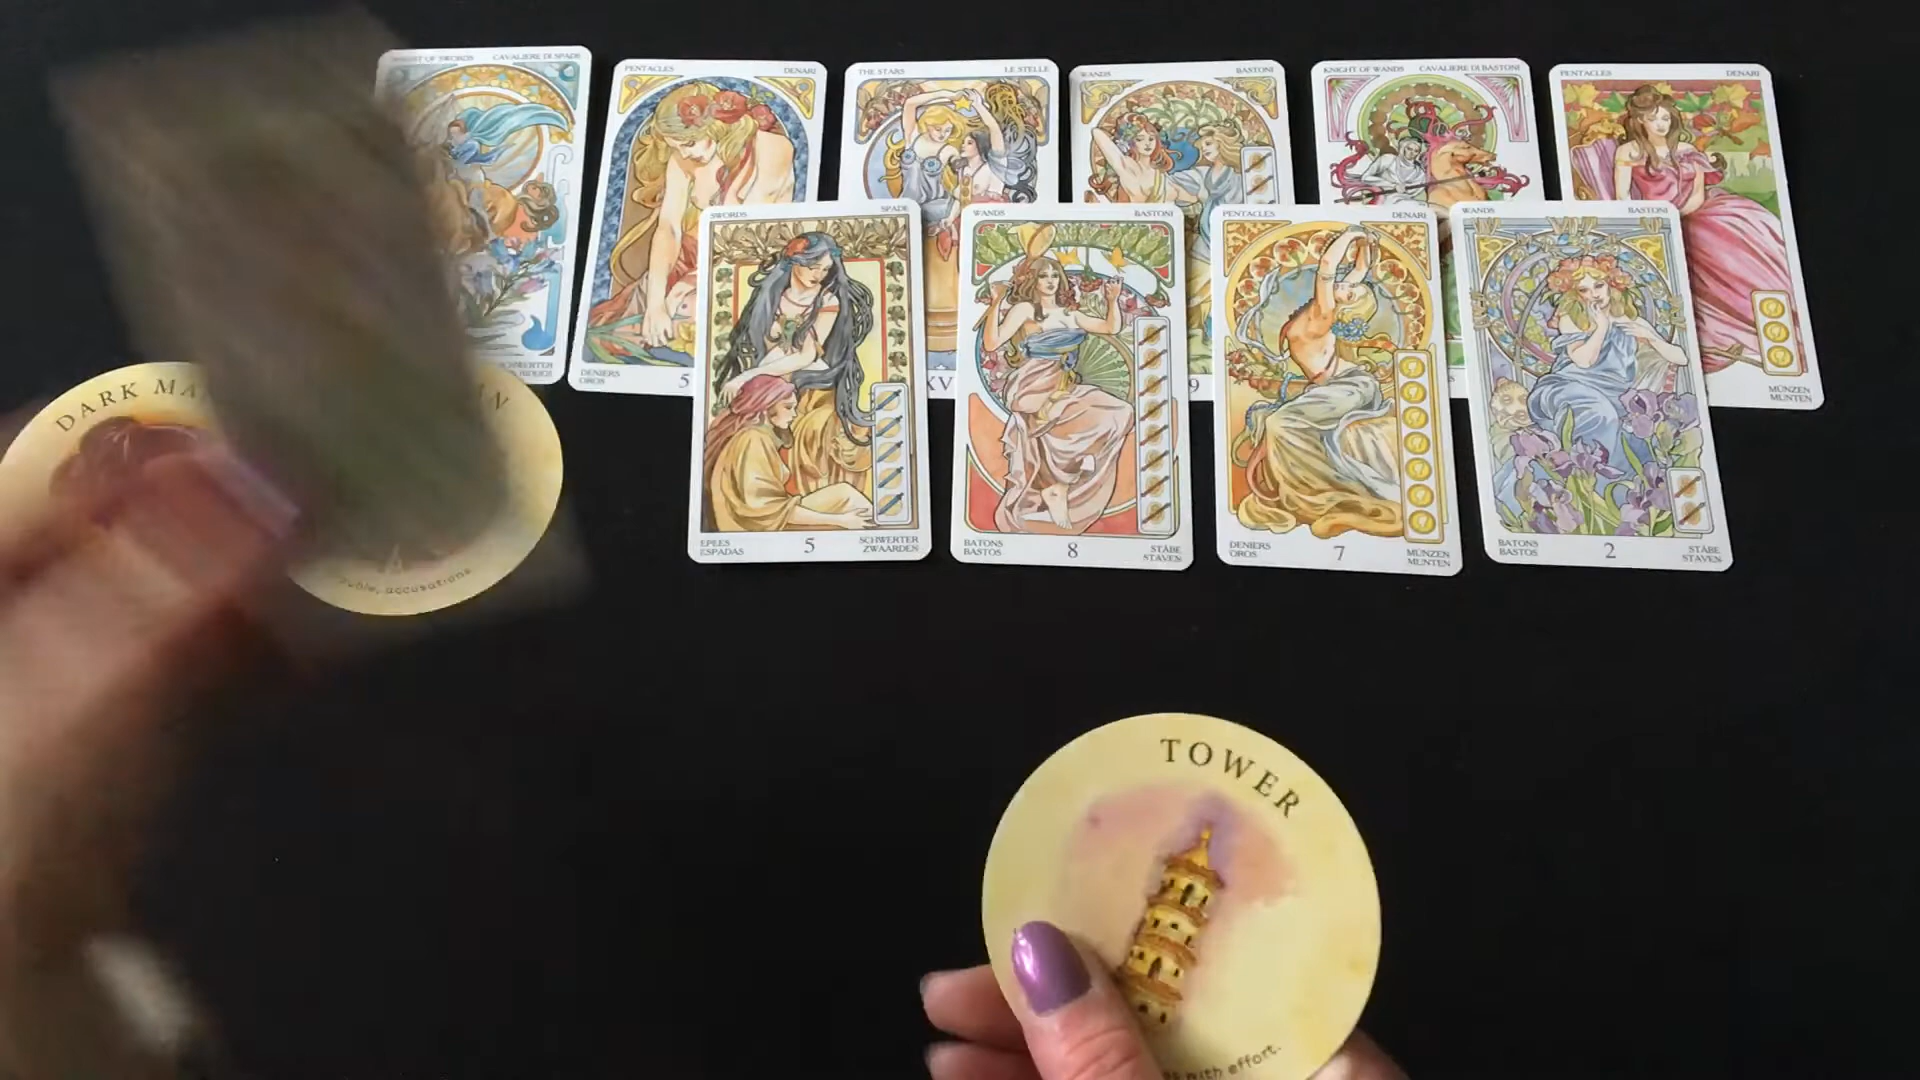 OF SWORDS CAVALIERE DI SPADE
PENTACLES DENARI
THE STARS LE STELLE
WANDS BASTONI
KNIGHT OF WANDS CAVALIERE DI BASTONI
PENTACLES DENARI
SWORDS SPADE
WANDS BASTONI
PENTACLES DENARI
WANDS BASTONI
SCHWERTER
DENIERS
OROS
5
XV
9
MÜNZEN
MUNTEN
DARK MA
accusations
EPEES
ESPADAS
5
SCHWERTER
ZWAARDEN
BATONS
BASTOS
8
STÄBE
STAVEN
DENIERS
OROS
7
MÜNZEN
MUNTEN
BATONS
BASTOS
2
STÄBE
STAVEN
TOWER
with effort.